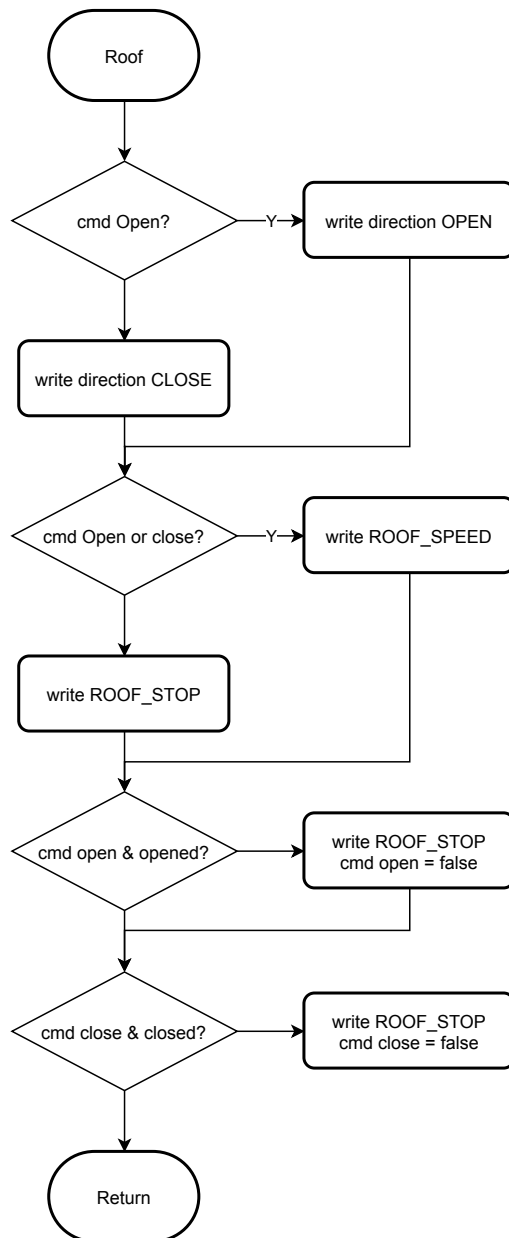 Roof
cmd Open?
Y
write direction OPEN
write direction CLOSE
cmd Open or close?
Y
write ROOF_SPEED
write ROOF_STOP
cmd open & opened?
write ROOF_STOP
cmd open = false
cmd close & closed?
write ROOF_STOP
cmd close = false
Return